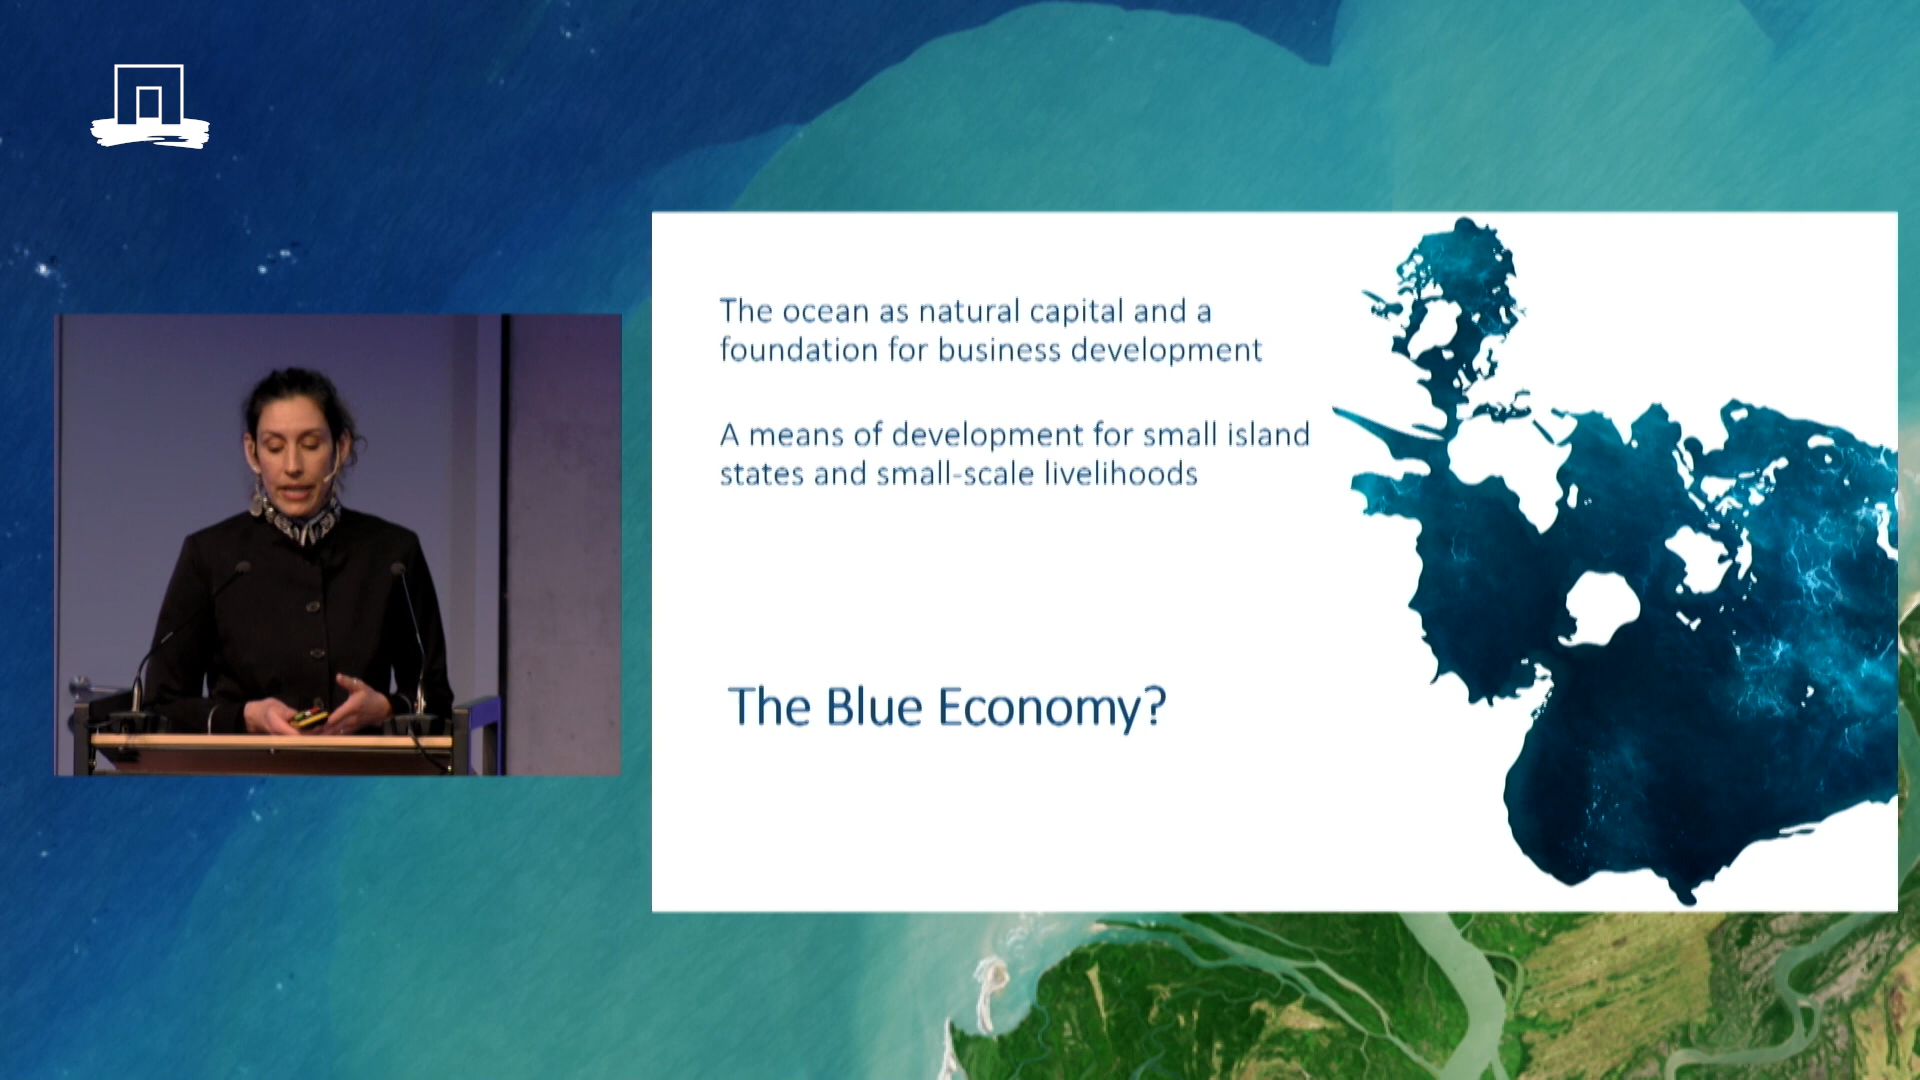 The ocean as natural capital and a
foundation for business development
A means of development for small island
states and small-scale livelihoods
The Blue Economy?